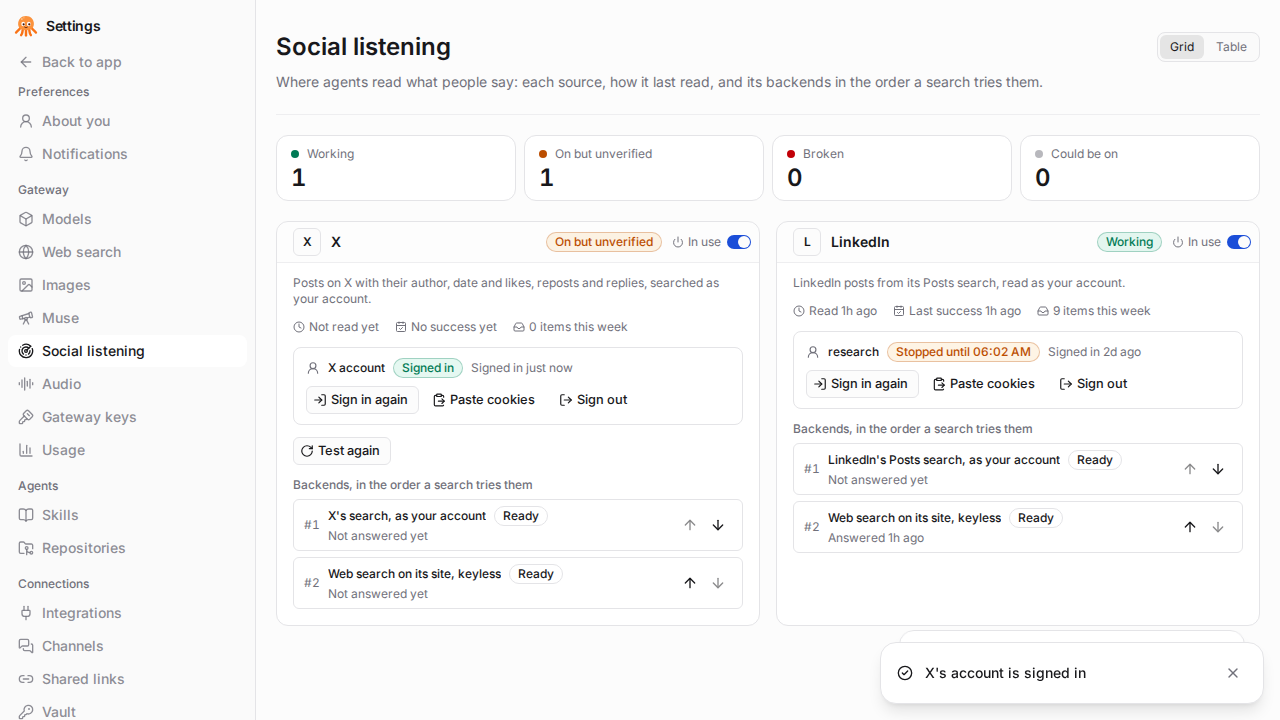 Settings
Back to app
Preferences
About you
Notifications
Gateway
Models
Web search
Images
Muse
Social listening
Audio
Gateway keys
Usage
Agents
Skills
Repositories
Connections
Integrations
Channels
Shared links
Vault
Social listening
Grid
Table
Where agents read what people say: each source, how it last read, and its backends in the order a search tries them.
Working
1
On but unverified
1
Broken
0
Could be on
0
X
X
On but unverified
In use
Posts on X with their author, date and likes, reposts and replies, searched as
your account.
Not read yet
No success yet
0 items this week
X account
Signed in
Signed in just now
Sign in again
Paste cookies
Sign out
Test again
Backends, in the order a search tries them
#1
X's search, as your account
Ready
Not answered yet
#2
Web search on its site, keyless
Ready
Not answered yet
L
LinkedIn
Working
In use
LinkedIn posts from its Posts search, read as your account.
Read 1h ago
Last success 1h ago
9 items this week
research
Stopped until 06:02 AM
Signed in 2d ago
Sign in again
Paste cookies
Sign out
Backends, in the order a search tries them
#1
LinkedIn's Posts search, as your account
Ready
Not answered yet
#2
Web search on its site, keyless
Ready
Answered 1h ago
X's account is signed in